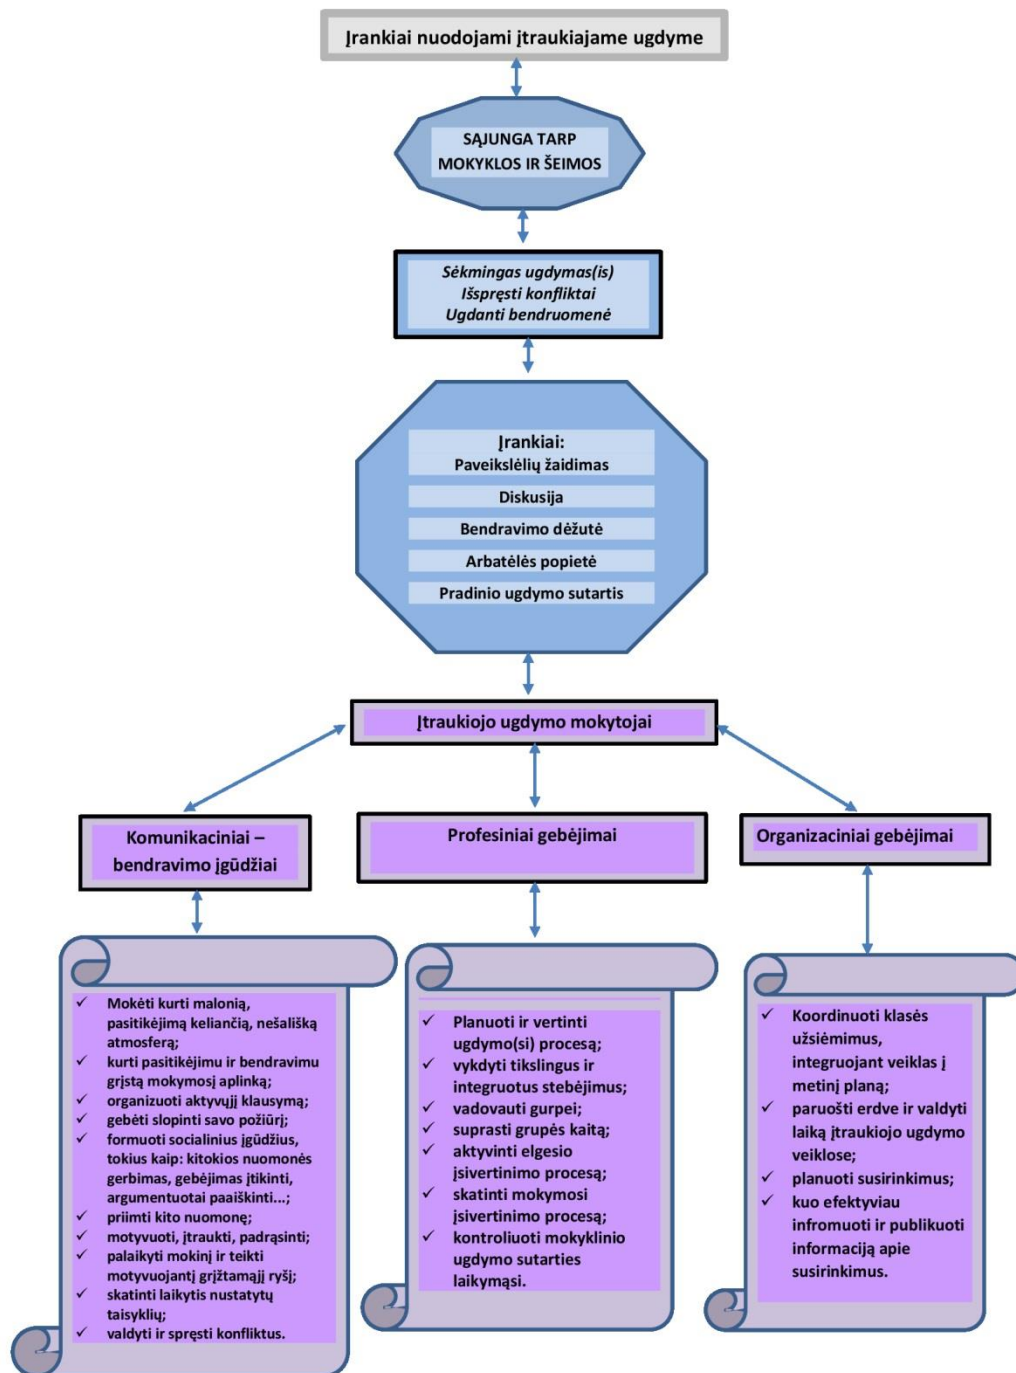 Įrankiai nuodojami įtraukiajame ugdyme
SĄJUNGA TARP
MOKYKLOS IR ŠEIMOS
Sėkmingas ugdymas(is)
Išspręsti konfliktai
Ugdanti bendruomenė
Įrankiai:
Paveikslėlių žaidimas
Diskusija
Bendravimo dėžutė
Arbatėlės popietė
Pradinio ugdymo sutartis
Įtraukiojo ugdymo mokytojai
Komunikaciniai –
bendravimo įgūdžiai
Profesiniai gebėjimai
Organizaciniai gebėjimai
✓ Mokėti kurti malonią,
pasitikėjimą keliančią, nešališką
atmosferą;
✓ kurti pasitikėjimu ir bendravimu
grįstą mokymosį aplinką;
✓ organizuoti aktyvųjį klausymą;
✓ gebėti slopinti savo požiūrį;
✓ formuoti socialinius įgūdžius,
tokius kaip: kitokios nuomonės
gerbimas, gebėjimas įtikinti,
argumentuotai paaiškinti...;
✓ priimti kito nuomonę;
✓ motyvuoti, įtraukti, padrąsinti;
✓ palaikyti mokinį ir teikti
motyvuojantį grįžtamąjį ryšį;
✓ skatinti laikytis nustatytų
taisyklių;
✓ valdyti ir spręsti konfliktus.
✓ Planuoti ir vertinti
ugdymo(si) procesą;
✓ vykdyti tikslingus ir
integruotus stebėjimus;
✓ vadovauti gurpei;
✓ suprasti grupės kaitą;
✓ aktyvinti elgesio
įsivertinimo procesą;
✓ skatinti mokymosi
įsivertinimo procesą;
✓ kontroliuoti mokyklinio
ugdymo sutarties
laikymąsi.
✓ Koordinuoti klasės
užsiėmimus,
integruojant veiklas į
metinį planą;
✓ paruošti erdve ir valdyti
laiką įtraukiojo ugdymo
veiklose;
✓ planuoti susirinkimus;
✓ kuo efektyviau
infromuoti ir publikuoti
informaciją apie
susirinkimus.